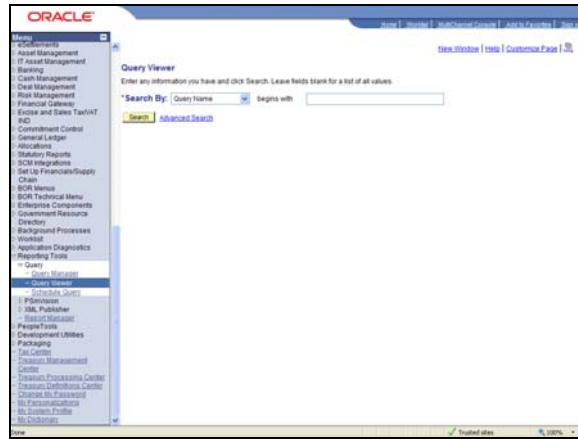 ORACLE
Home | Worklist | MultiChannel Console | Add to Favorites | Sign
Menu
eSettlements
Asset Management
IT Asset Management
Banking
Cash Management
Deal Management
Risk Management
Financial Gateway
Excise and Sales Tax/VAT
IND
Commitment Control
General Ledger
Allocations
Statutory Reports
SCM Integrations
Set Up Financials/Supply
Chain
BOR Menus
BOR Technical Menu
Enterprise Components
Government Resource
Directory
Background Processes
Worklist
Application Diagnostics
Reporting Tools
Query
Query Manager
Query Viewer
Schedule Query
PS/nVision
XML Publisher
Report Manager
PeopleTools
Development Utilities
Packaging
Tax Center
Treasury Management
Center
Treasury Processing Center
Treasury Definitions Center
Change My Password
My Personalizations
My System Profile
My Dictionary
New Window | Help | Customize Page |
Query Viewer
Enter any information you have and click Search. Leave fields blank for a list of all values.
*Search By: Query Name begins with
Search Advanced Search
Done
Trusted sites
100%